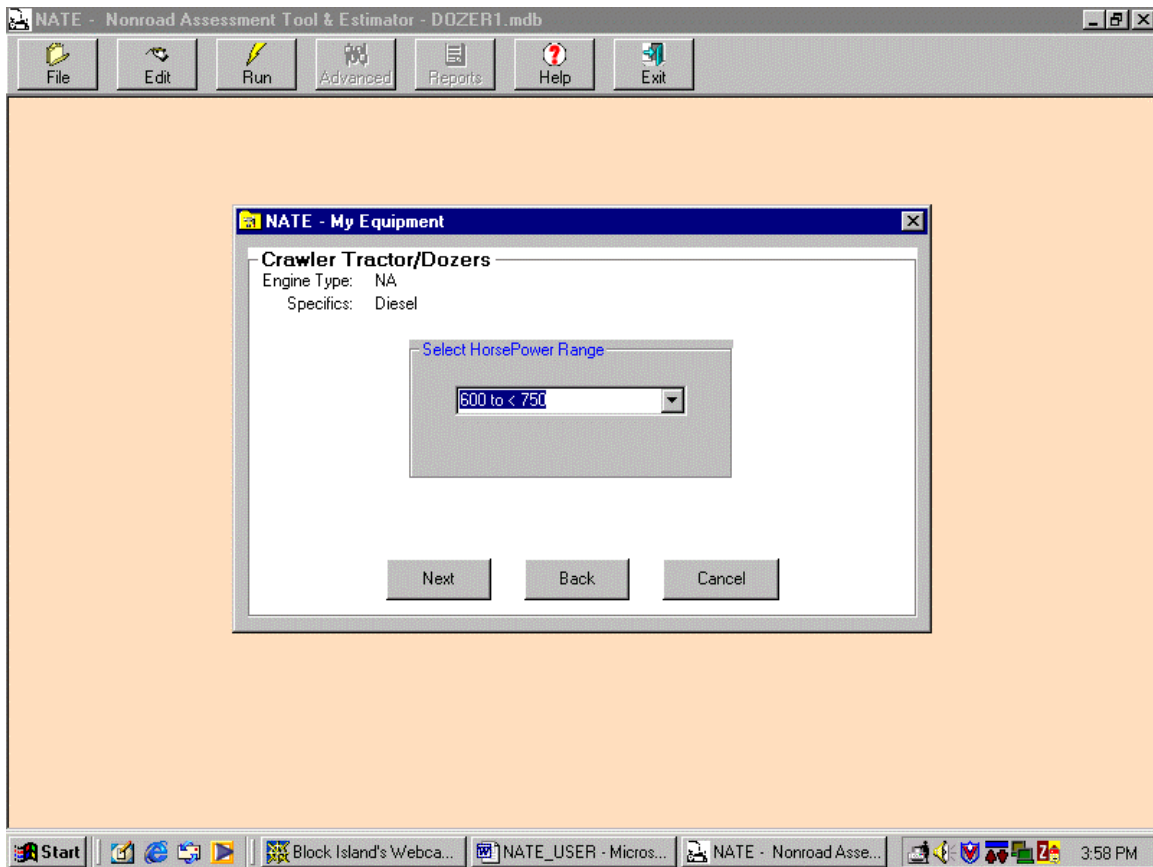 NATE - Nonroad Assessment Tool & Estimator - DOZER1.mdb
File Edit Run Advanced Reports Help Exit
NATE - My Equipment
Crawler Tractor/Dozers
Engine Type: NA
Specifics: Diesel
Select HorsePower Range
600 to < 750
Next Back Cancel
Start Block Island's Webca... NATE_USER - Micros... NATE - Nonroad Asse... 3:58 PM